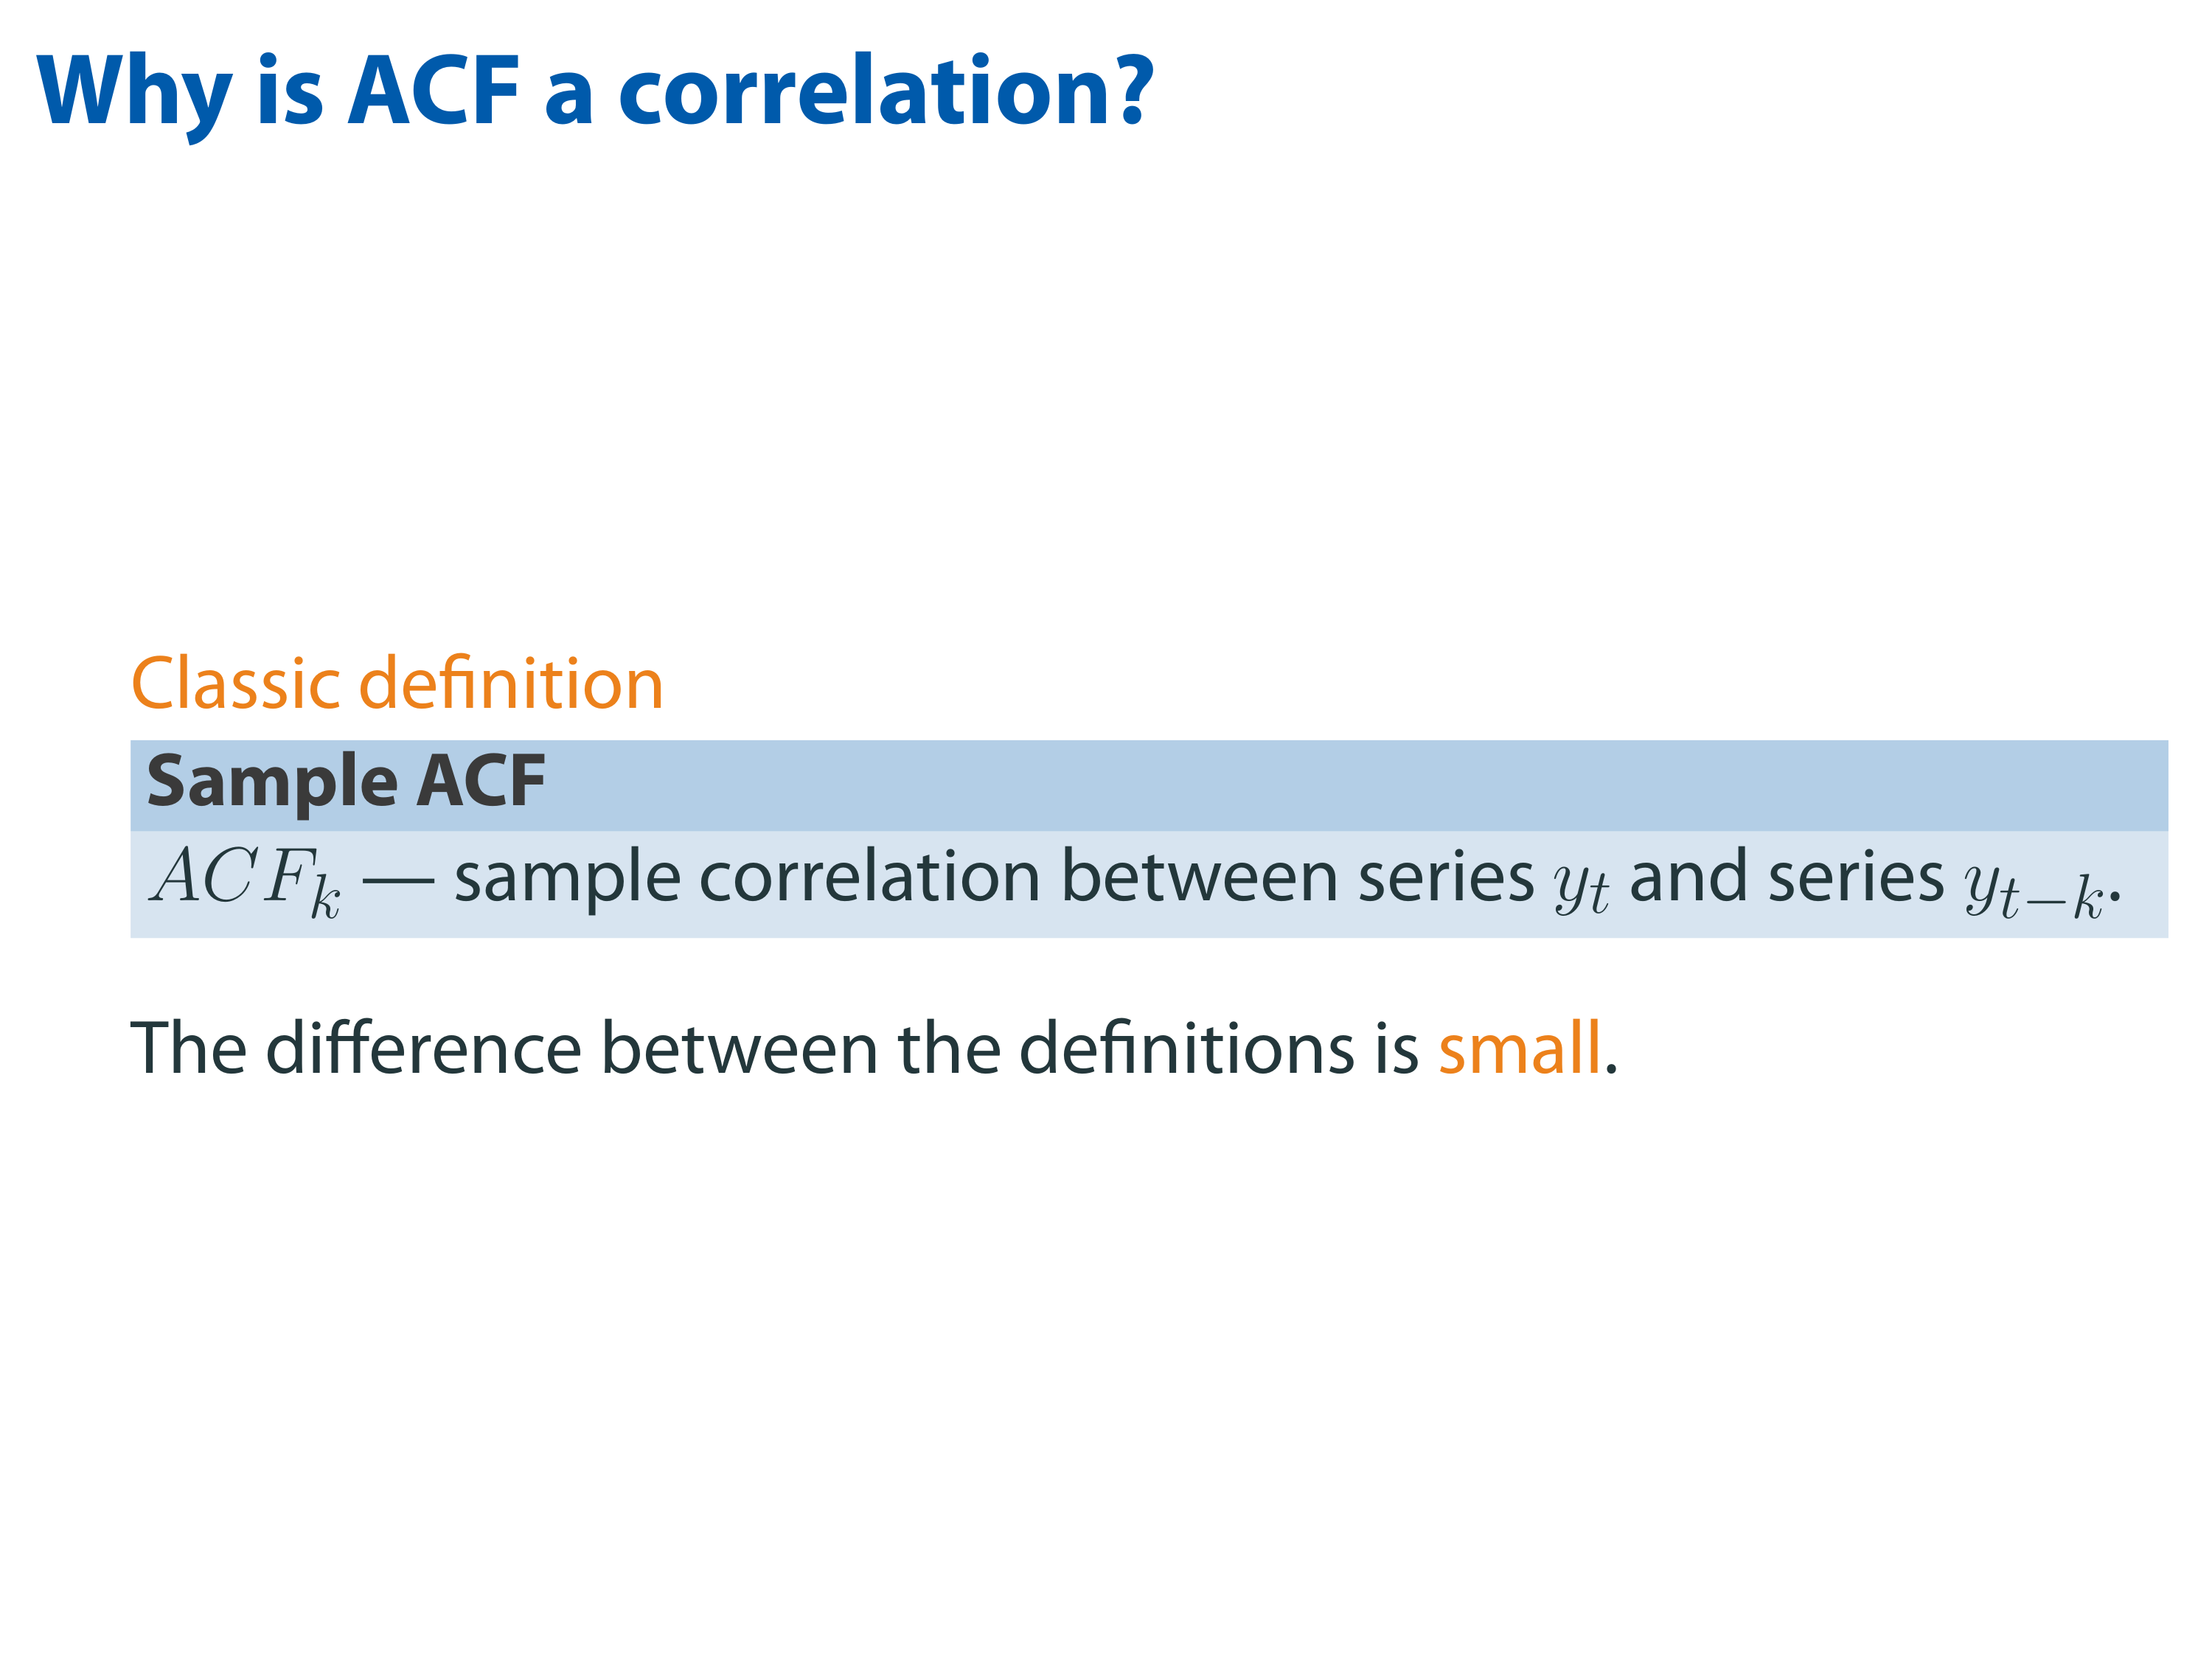 Why is ACF a correlation?
Classic definition
Sample ACF
$ACF_k$ — sample correlation between series $y_t$ and series $y_{t-k}$.
The difference between the definitions is small.